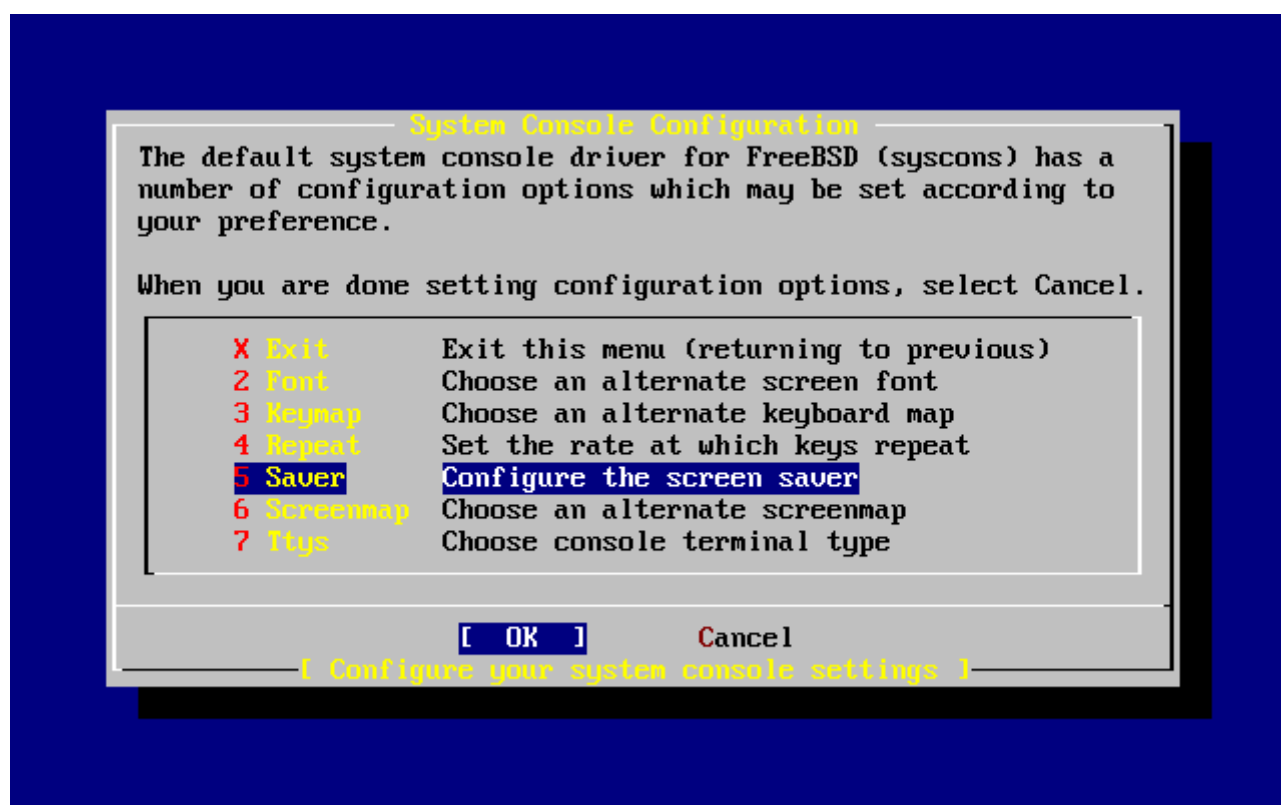 System Console Configuration
The default system console driver for FreeBSD (syscons) has a
number of configuration options which may be set according to
your preference.
When you are done setting configuration options, select Cancel.
X Exit Exit this menu (returning to previous)
2 Font Choose an alternate screen font
3 Keymap Choose an alternate keyboard map
4 Repeat Set the rate at which keys repeat
5 Saver Configure the screen saver
6 Screenmap Choose an alternate screenmap
7 Ttys Choose console terminal type
[ OK ] Cancel
[ Configure your system console settings ]